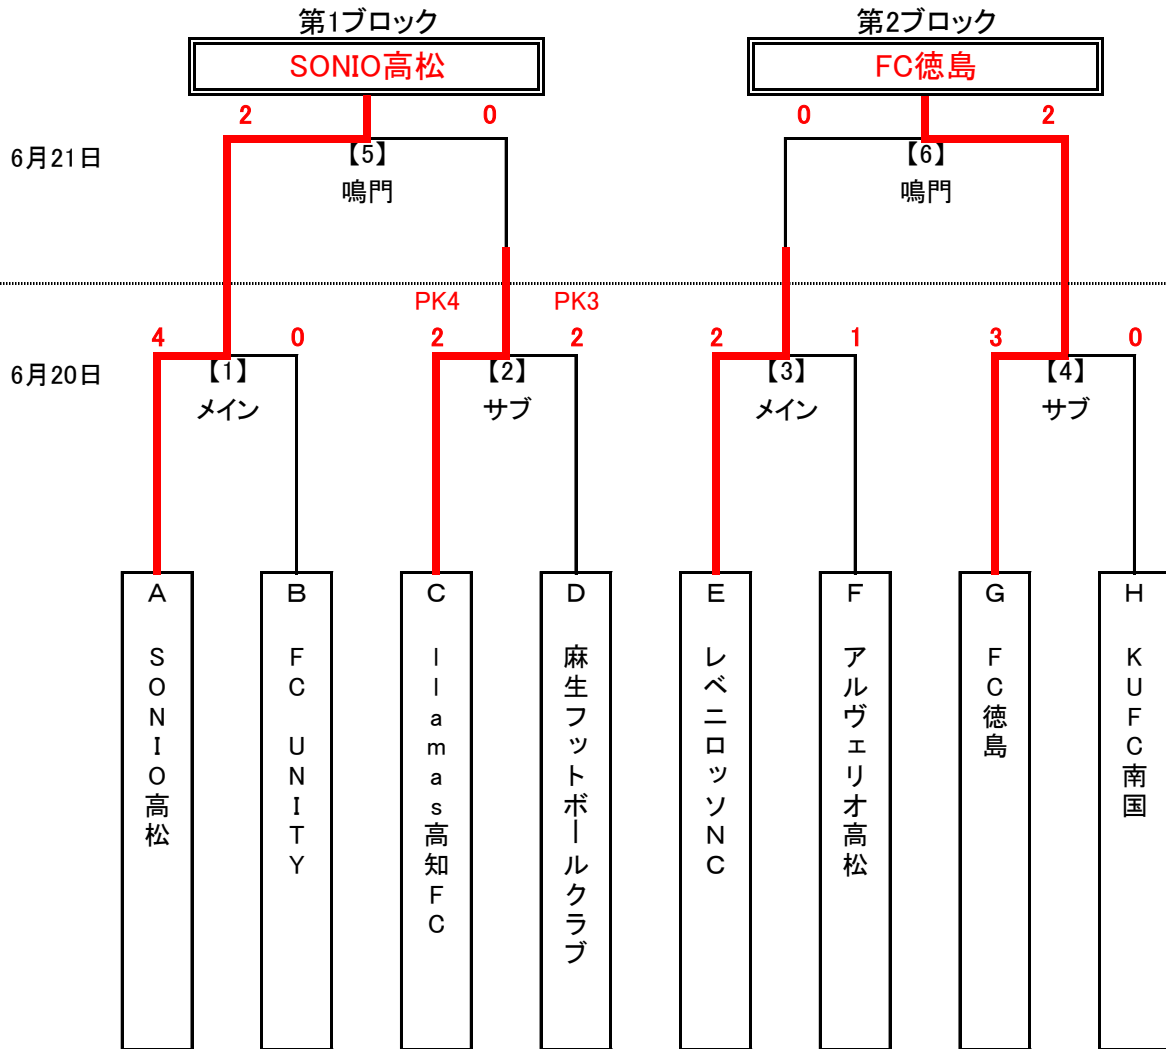 第1ブロック
第2ブロック
SONIO高松
FC徳島
2
0
0
2
6月21日
【5】
【6】
鳴門
鳴門
PK4
PK3
4
0
2
2
2
1
3
0
6月20日
【1】
【2】
【3】
【4】
メイン
サブ
メイン
サブ
A
SONIO高松
B
FC UNITY
C
llamas高知FC
D
麻生フットボールクラブ
E
レベニロッソNC
F
アルヴェリオ高松
G
FC徳島
H
KUFC南国